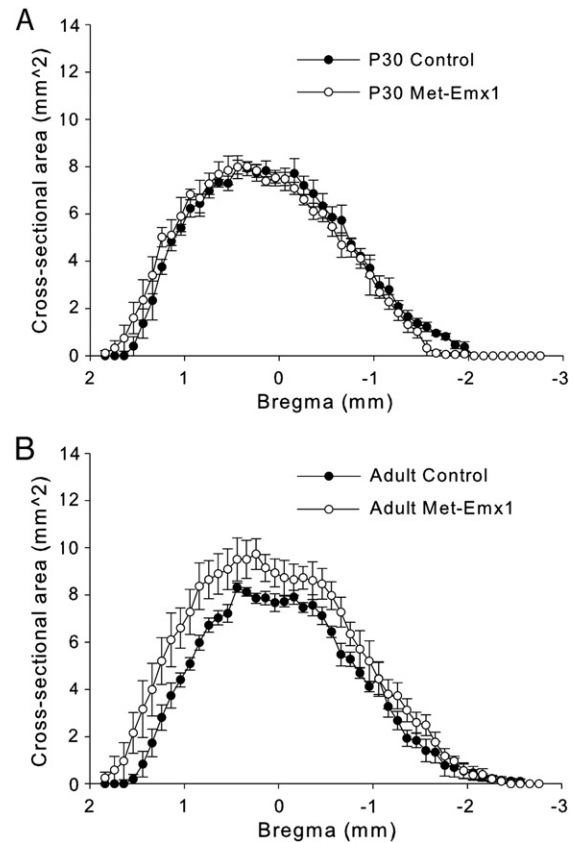 A
P30 Control
P30 Met-Emx1
Cross-sectional area (mm^2)
14
12
10
8
6
4
2
0
2 1 0 -1 -2 -3
Bregma (mm)
B
Adult Control
Adult Met-Emx1
Cross-sectional area (mm^2)
14
12
10
8
6
4
2
0
2 1 0 -1 -2 -3
Bregma (mm)